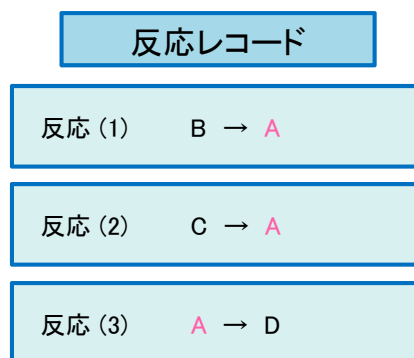 反応レコード
反応 (1) B → A
反応 (2) C → A
反応 (3) A → D